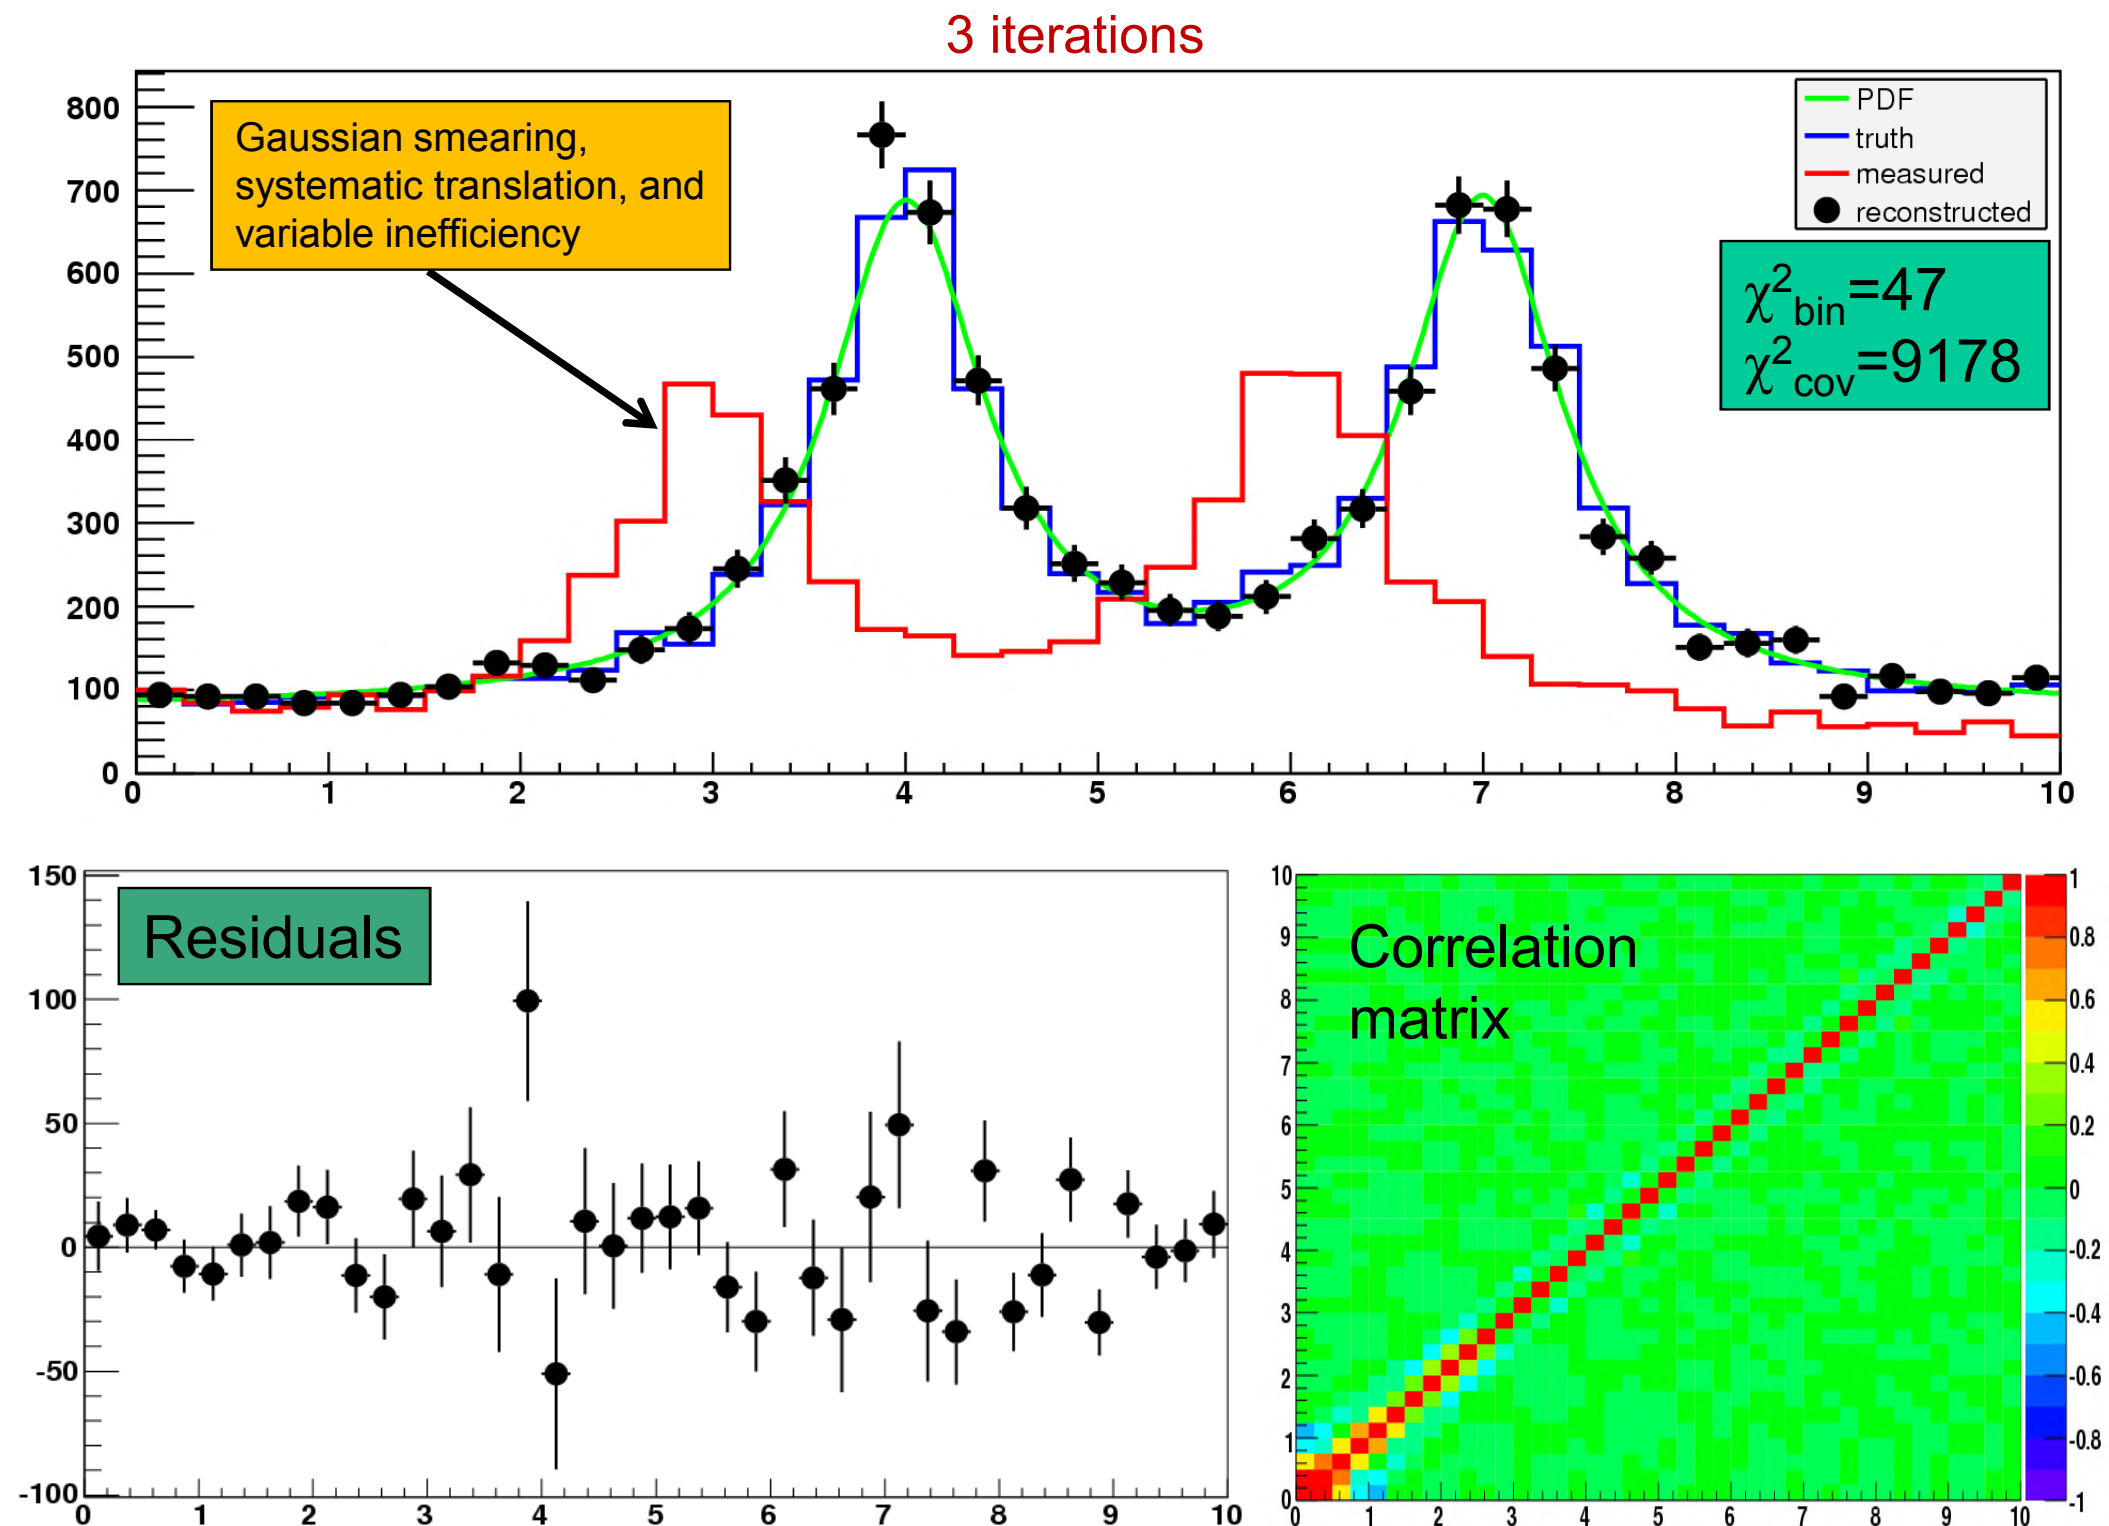 3 iterations
800
700
600
500
400
300
200
100
0
Gaussian smearing,
systematic translation, and
variable inefficiency
PDF
truth
measured
reconstructed
χ²bin=47
χ²cov=9178
0 1 2 3 4 5 6 7 8 9 10
150
100
50
0
-50
-100
Residuals
0 1 2 3 4 5 6 7 8 9 10
10
9
8
7
6
5
4
3
2
1
0
Correlation
matrix
0 1 2 3 4 5 6 7 8 9 10
1
0.8
0.6
0.4
0.2
0
-0.2
-0.4
-0.6
-0.8
-1